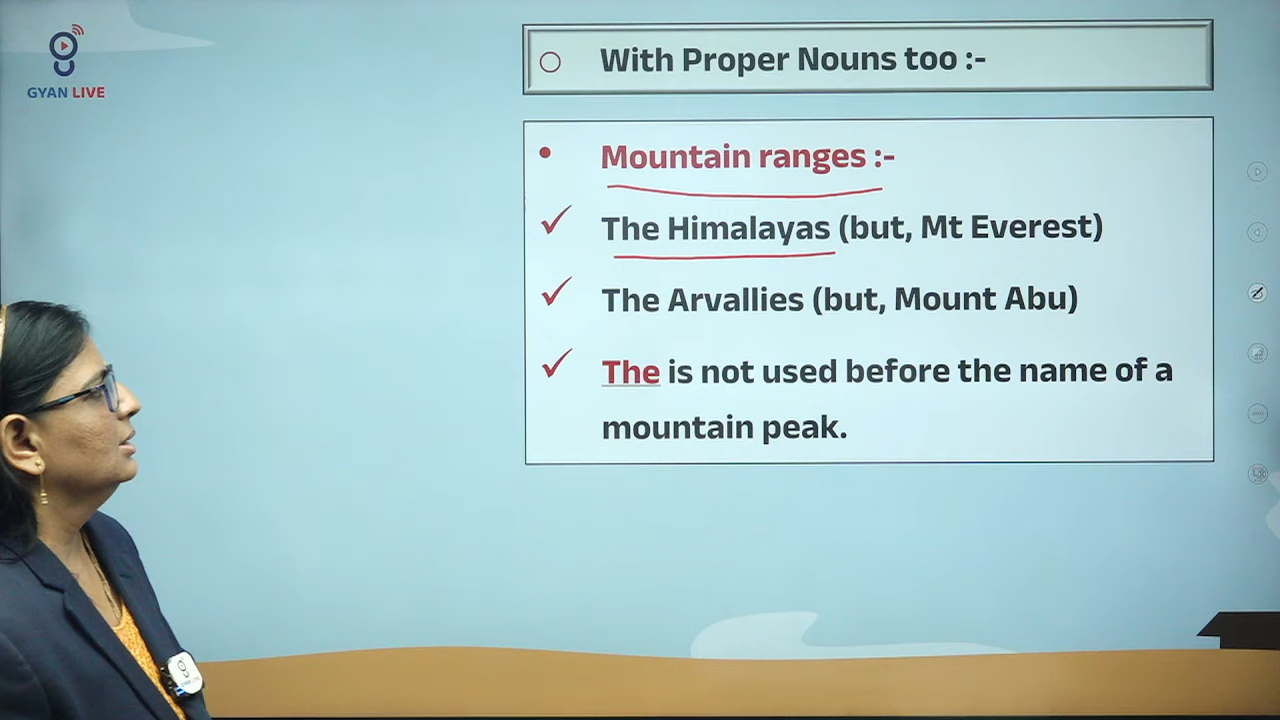 GYAN LIVE
With Proper Nouns too :-
Mountain ranges :-
The Himalayas (but, Mt Everest)
The Arvallies (but, Mount Abu)
The is not used before the name of a
mountain peak.